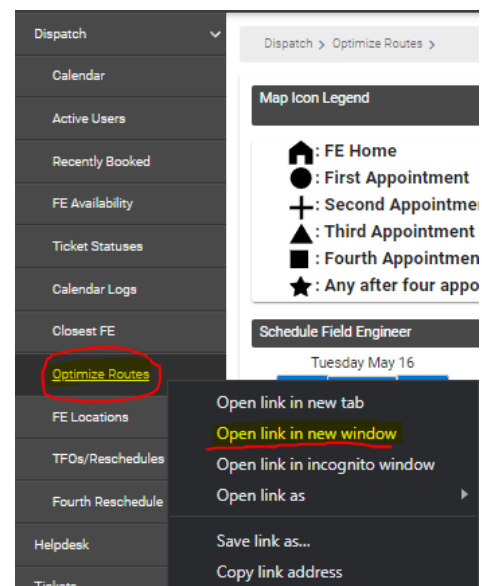 Dispatch
Calendar
Active Users
Recently Booked
FE Availability
Ticket Statuses
Calendar Logs
Closest FE
Optimize Routes
FE Locations
TFOs/Reschedules
Fourth Reschedule
Helpdesk
Tickets
Dispatch > Optimize Routes >
Map Icon Legend
: FE Home
: First Appointment
: Second Appointme
: Third Appointment
: Fourth Appointmen
: Any after four appo
Schedule Field Engineer
Tuesday May 16
Open link in new tab
Open link in new window
Open link in incognito window
Open link as
Save link as...
Copy link address